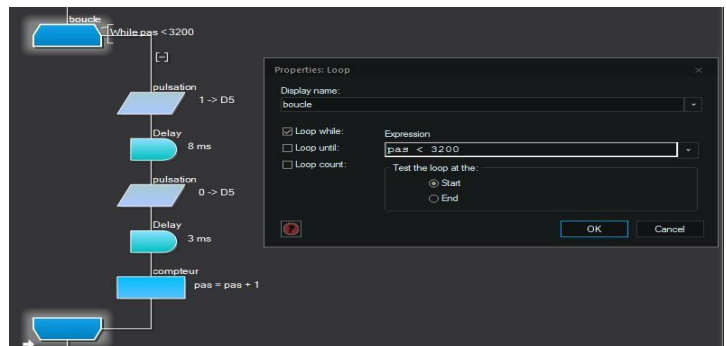 boucle
While pas < 3200
[-]
pulsation
1 -> D5
Delay
8 ms
pulsation
0 -> D5
Delay
3 ms
compteur
pas = pas + 1
Properties: Loop
Display name:
boucle
Loop while:
Expression
Loop until:
pas < 3200
Loop count:
Test the loop at the:
Start
End
?
OK
Cancel